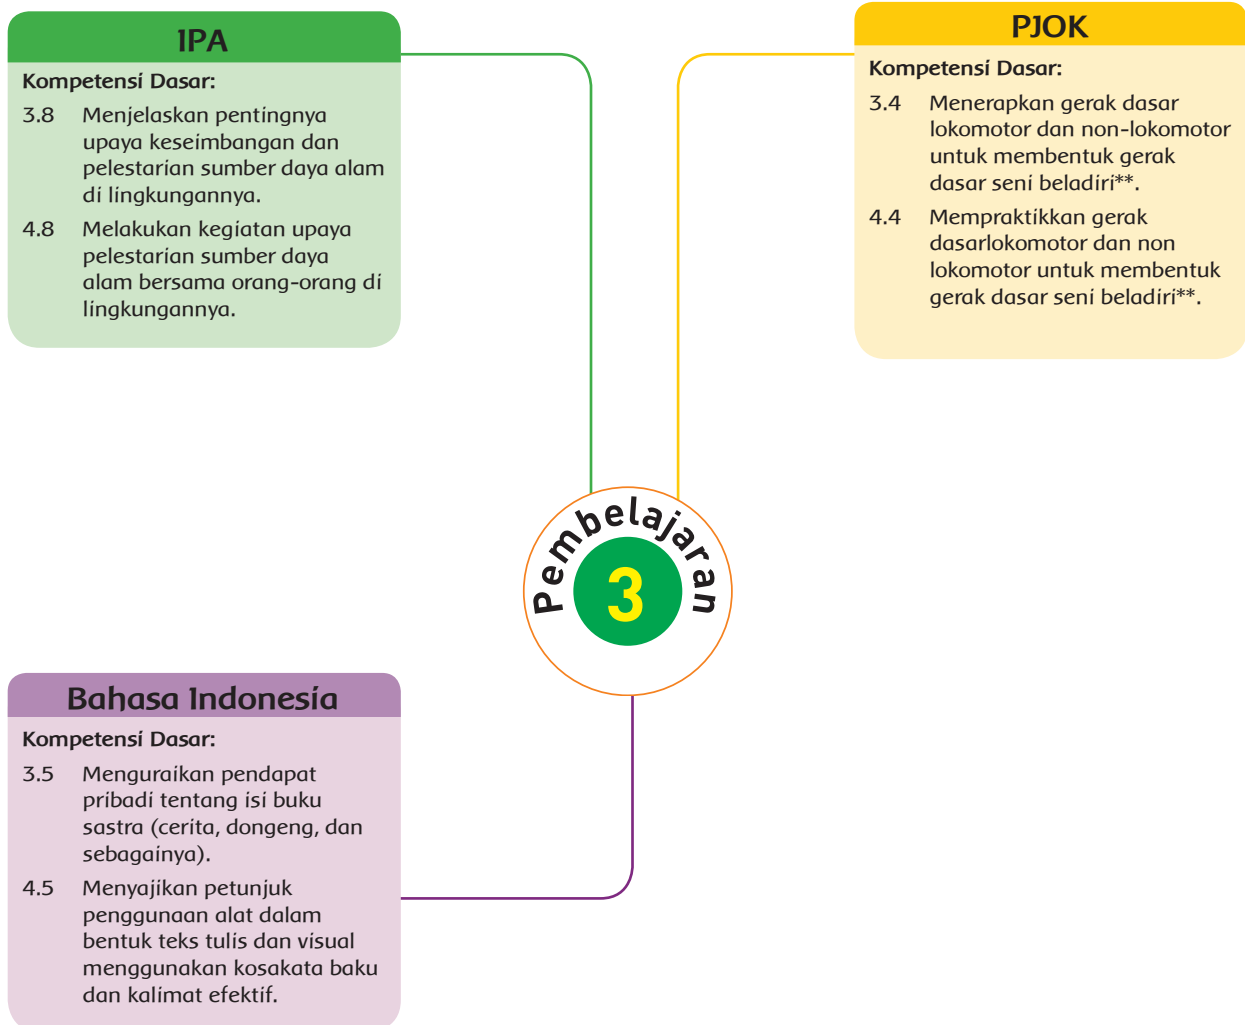 IPA
Kompetensi Dasar:
3.8 Menjelaskan pentingnya
upaya keseimbangan dan
pelestarian sumber daya alam
di lingkungannya.
4.8 Melakukan kegiatan upaya
pelestarian sumber daya
alam bersama orang-orang di
lingkungannya.
PJOK
Kompetensi Dasar:
3.4 Menerapkan gerak dasar
lokomotor dan non-lokomotor
untuk membentuk gerak
dasar seni beladiri**.
4.4 Mempraktikkan gerak
dasarlokomotor dan non
lokomotor untuk membentuk
gerak dasar seni beladiri**.
Pembelajaran
3
Bahasa Indonesia
Kompetensi Dasar:
3.5 Menguraikan pendapat
pribadi tentang isi buku
sastra (cerita, dongeng, dan
sebagainya).
4.5 Menyajikan petunjuk
penggunaan alat dalam
bentuk teks tulis dan visual
menggunakan kosakata baku
dan kalimat efektif.